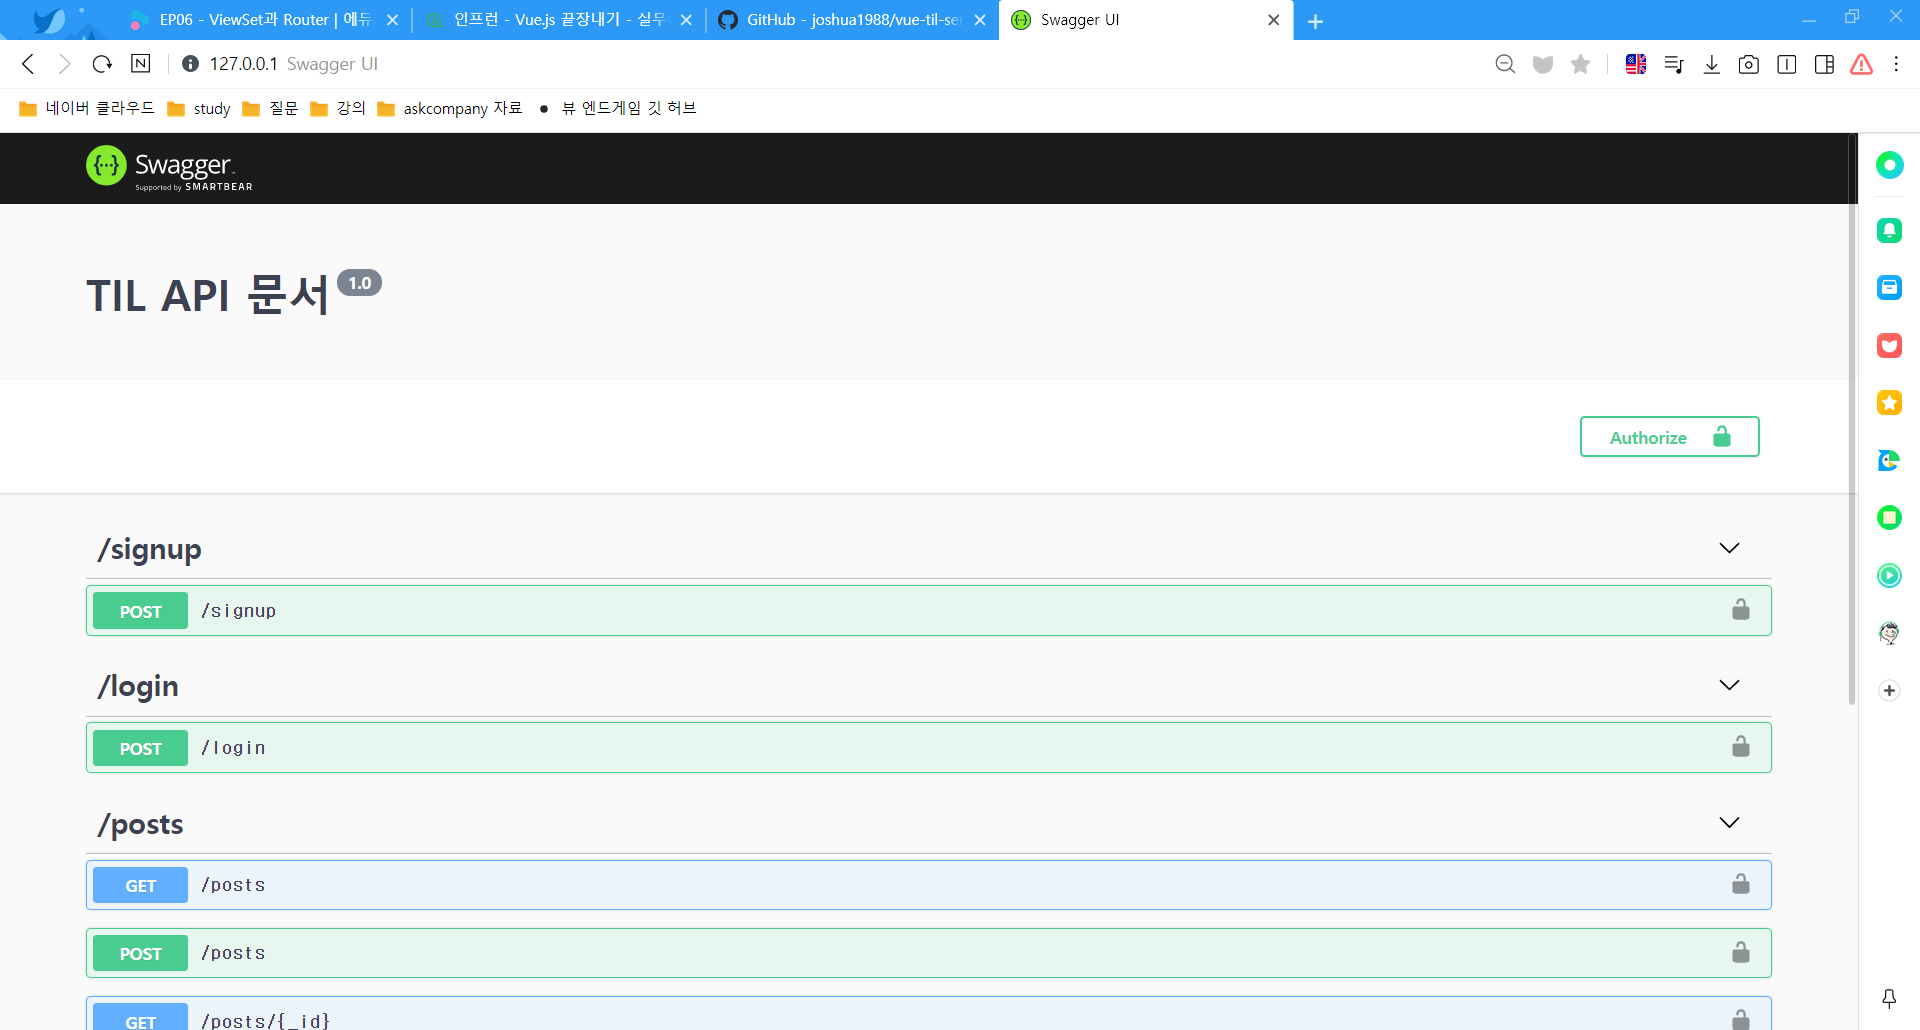 EP06 - ViewSet과 Router | 에듀
인프런 - Vue.js 끝장내기 - 실무
GitHub - joshua1988/vue-til-ser
Swagger UI
127.0.0.1 Swagger UI
네이버 클라우드
study
질문
강의
askcompany 자료
뷰 엔드게임 깃 허브
Swagger
Supported by SMARTBEAR
TIL API 문서 1.0
Authorize
/signup
POST /signup
/login
POST /login
/posts
GET /posts
POST /posts
GET /posts/{_id}